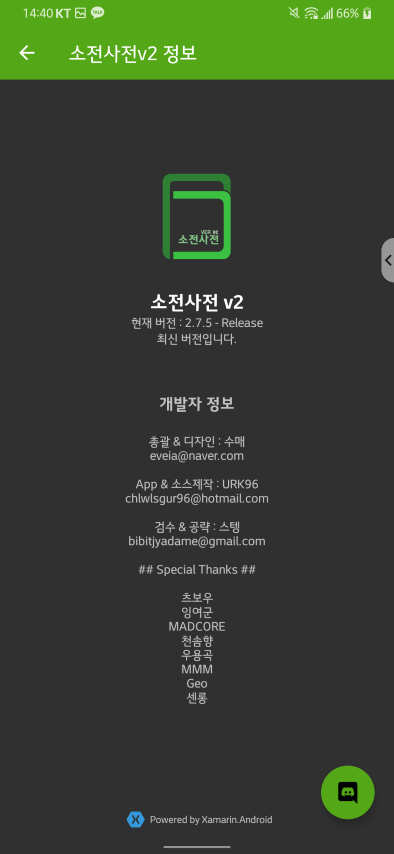 14:40 KT TALK 66%
소전사전v2 정보
VER 02
소전사전
소전사전 v2
현재 버전 : 2.7.5 - Release
최신 버전입니다.
개발자 정보
총괄 & 디자인 : 수매
eveia@naver.com
App & 소스제작 : URK96
chlwlsgur96@hotmail.com
검수 & 공략 : 스텡
bibitjyadame@gmail.com
## Special Thanks ##
츠보우
잉여군
MADCORE
천솜향
우용곡
MMM
Geo
센롱
Powered by Xamarin.Android